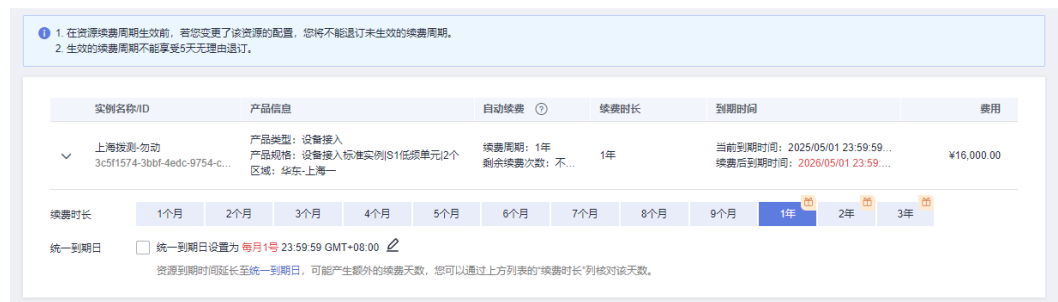 1. 在资源续费周期生效前，若您变更了该资源的配置，您将不能退订未生效的续费周期。
2. 生效的续费周期不能享受5天无理由退订。
实例名称/ID 产品信息 自动续费 续费时长 到期时间 费用
上海拨测-勿动
3c5f1574-3bbf-4edc-9754-c...
产品类型：设备接入
产品规格：设备接入标准实例|S1低频单元|2个
区域：华东-上海一
续费周期：1年
剩余续费次数：不...
1年
当前到期时间：2025/05/01 23:59:59...
续费后到期时间：2026/05/01 23:59:...
¥16,000.00
续费时长 1个月 2个月 3个月 4个月 5个月 6个月 7个月 8个月 9个月 1年 2年 3年
统一到期日 统一到期日设置为 每月1号 23:59:59 GMT+08:00
资源到期时间延长至统一到期日，可能产生额外的续费天数，您可以通过上方列表的“续费时长”列核对该天数。